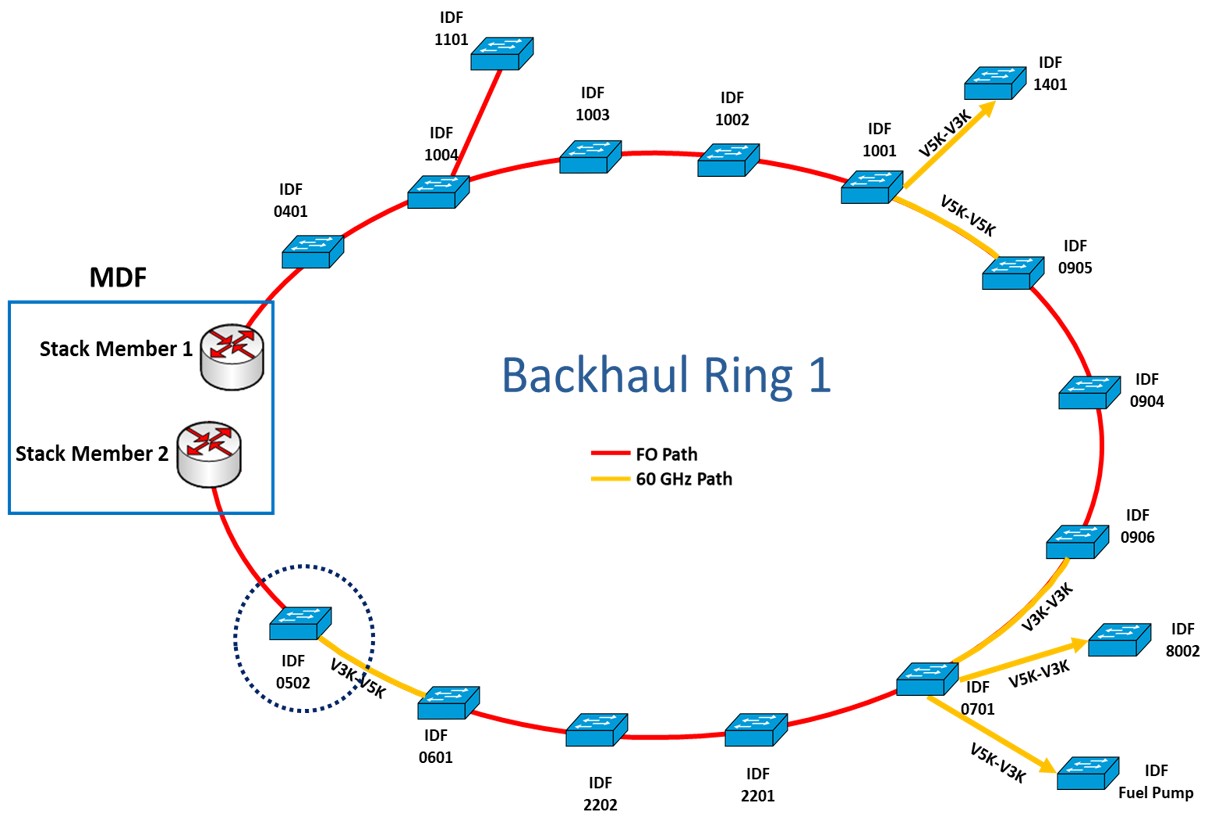 IDF
1101
IDF
1401
IDF
1003
IDF
1002
IDF
1004
IDF
1001
V5K-V3K
IDF
0401
V5K-V5K
IDF
0905
MDF
Stack Member 1
Backhaul Ring 1
IDF
0904
Stack Member 2
FO Path
60 GHz Path
IDF
0906
V3K-V3K
IDF
8002
V5K-V3K
IDF
0502
V3K-V5K
IDF
0701
IDF
0601
V5K-V3K
IDF
2202
IDF
2201
IDF
Fuel Pump